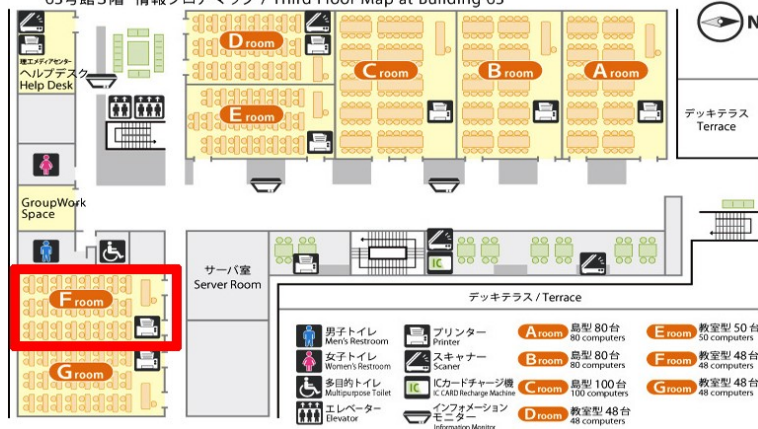 63号館3階 情報フロアマップ / Third Floor Map at Building 63
N
理工メディアセンター
ヘルプデスク
Help Desk
D room
C room
B room
A room
E room
デッキテラス
Terrace
GroupWork
Space
サーバ室
Server Room
IC
デッキテラス / Terrace
F room
G room
男子トイレ
Men's Restroom
プリンター
Printer
A room 島型 80台
80 computers
E room 教室型 50台
50 computers
女子トイレ
Women's Restroom
スキャナー
Scaner
B room 島型 80台
80 computers
F room 教室型 48台
48 computers
多目的トイレ
Multipurpose Toilet
IC
ICカードチャージ機
IC CARD Recharge Machine
C room 島型 100台
100 computers
G room 教室型 48台
48 computers
エレベーター
Elevator
インフォメーション
モニター
Information Monitor
D room 教室型 48台
48 computers